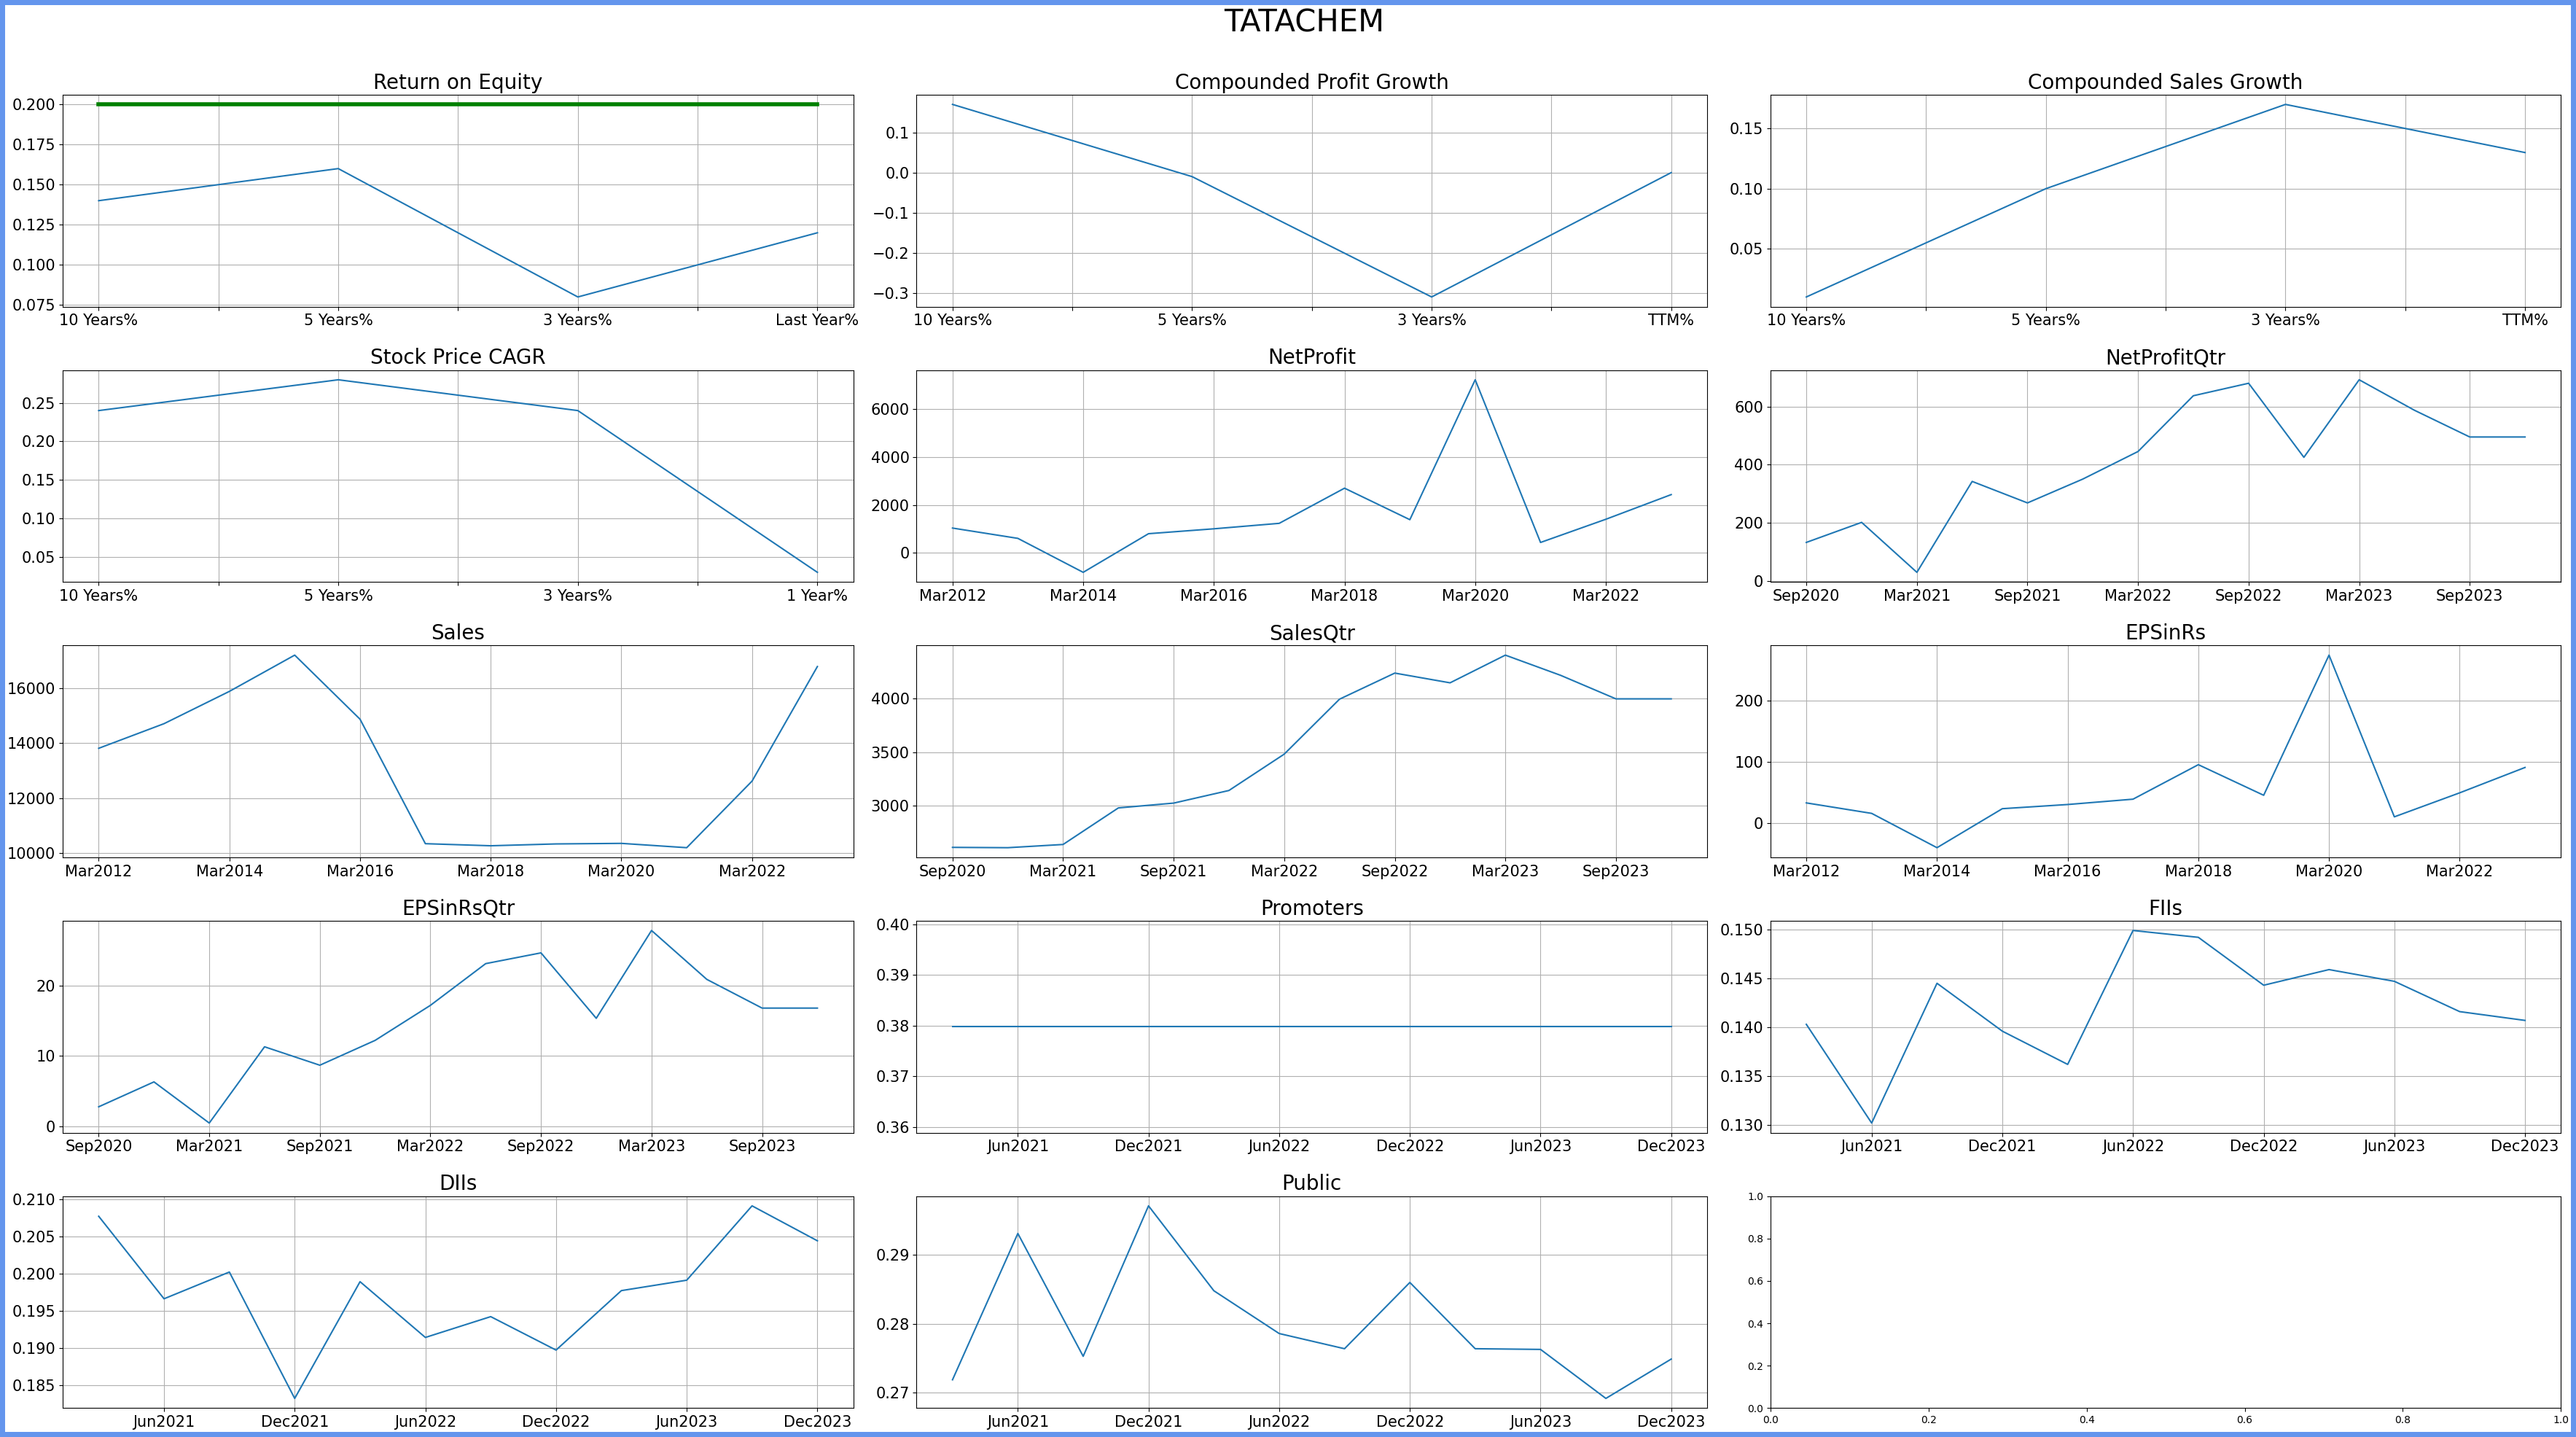 TATACHEM
Return on Equity
0.200
0.175
0.150
0.125
0.100
0.075
10 Years% 5 Years% 3 Years% Last Year%
Compounded Profit Growth
0.1
0.0
−0.1
−0.2
−0.3
10 Years% 5 Years% 3 Years% TTM%
Compounded Sales Growth
0.15
0.10
0.05
10 Years% 5 Years% 3 Years% TTM%
Stock Price CAGR
0.25
0.20
0.15
0.10
0.05
10 Years% 5 Years% 3 Years% 1 Year%
NetProfit
6000
4000
2000
0
Mar2012 Mar2014 Mar2016 Mar2018 Mar2020 Mar2022
NetProfitQtr
600
400
200
0
Sep2020 Mar2021 Sep2021 Mar2022 Sep2022 Mar2023 Sep2023
Sales
16000
14000
12000
10000
Mar2012 Mar2014 Mar2016 Mar2018 Mar2020 Mar2022
SalesQtr
4000
3500
3000
Sep2020 Mar2021 Sep2021 Mar2022 Sep2022 Mar2023 Sep2023
EPSinRs
200
100
0
Mar2012 Mar2014 Mar2016 Mar2018 Mar2020 Mar2022
EPSinRsQtr
20
10
0
Sep2020 Mar2021 Sep2021 Mar2022 Sep2022 Mar2023 Sep2023
Promoters
0.40
0.39
0.38
0.37
0.36
Jun2021 Dec2021 Jun2022 Dec2022 Jun2023 Dec2023
FIIs
0.150
0.145
0.140
0.135
0.130
Jun2021 Dec2021 Jun2022 Dec2022 Jun2023 Dec2023
DIIs
0.210
0.205
0.200
0.195
0.190
0.185
Jun2021 Dec2021 Jun2022 Dec2022 Jun2023 Dec2023
Public
0.29
0.28
0.27
Jun2021 Dec2021 Jun2022 Dec2022 Jun2023 Dec2023
1.0
0.8
0.6
0.4
0.2
0.0
0.0 0.2 0.4 0.6 0.8 1.0